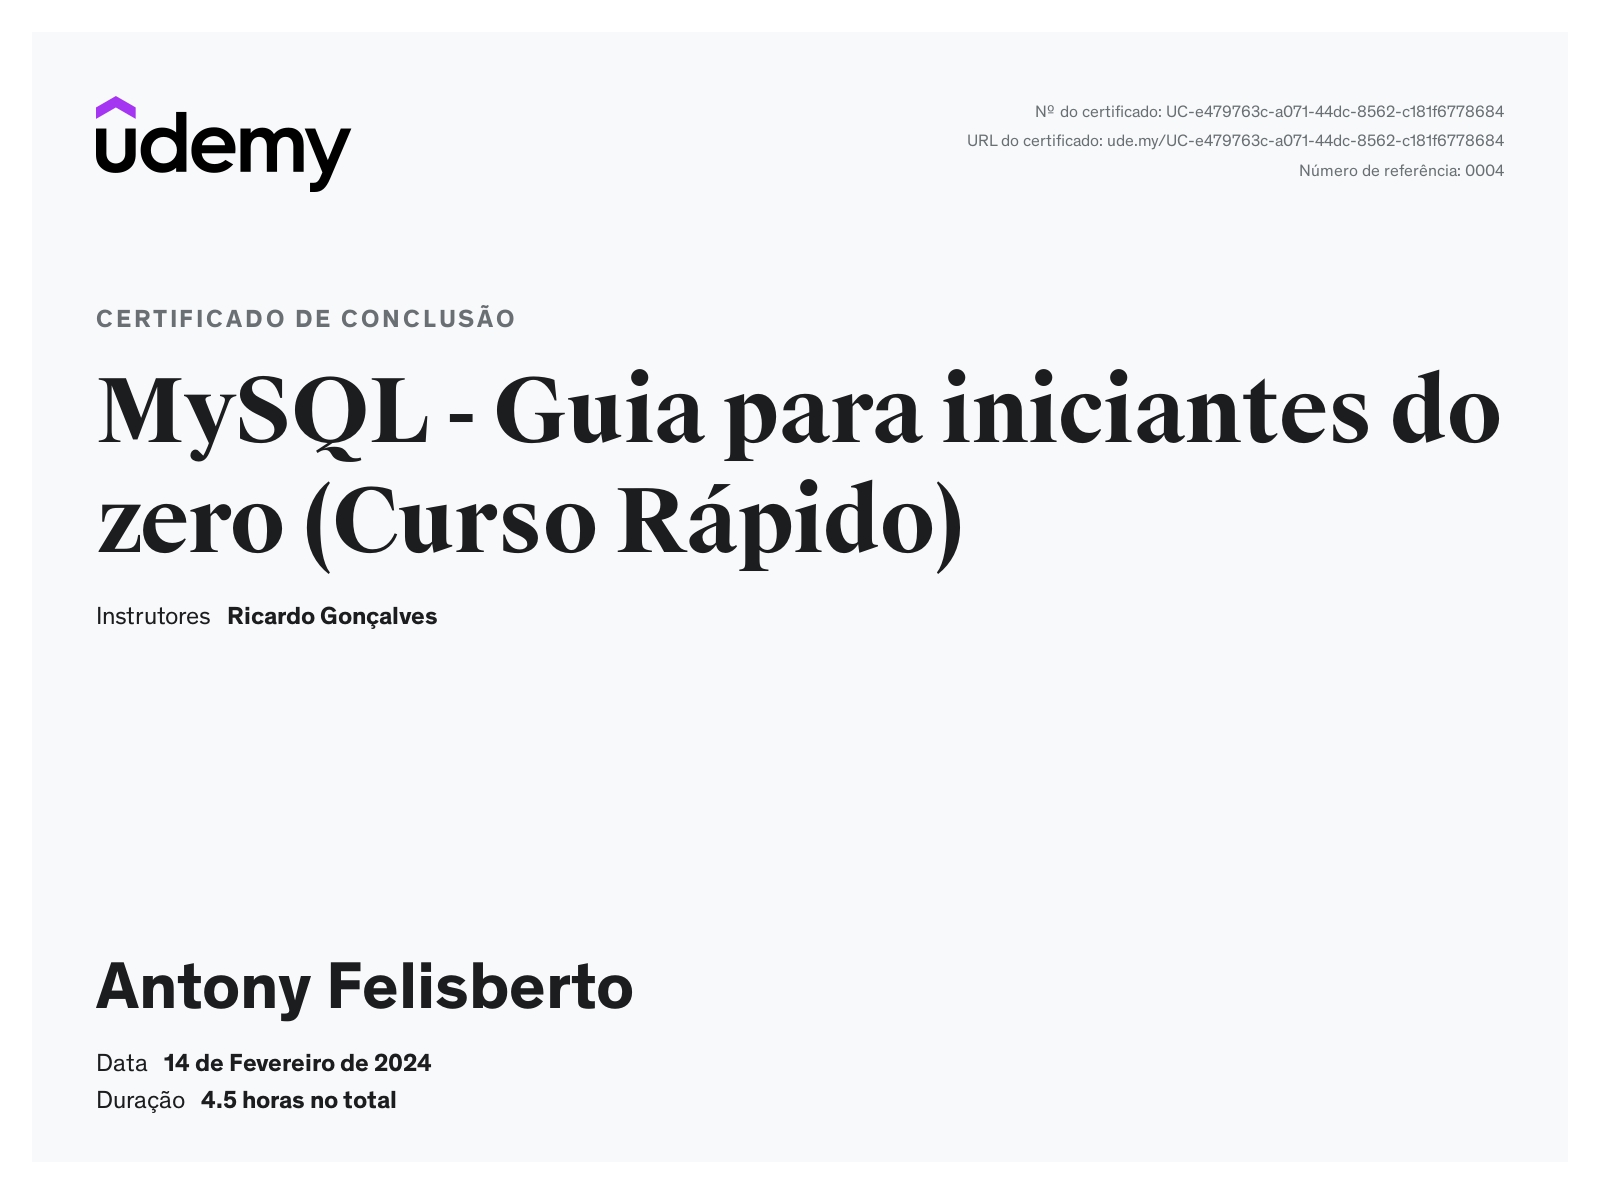 udemy
Nº do certificado: UC-e479763c-a071-44dc-8562-c181f6778684
URL do certificado: ude.my/UC-e479763c-a071-44dc-8562-c181f6778684
Número de referência: 0004
CERTIFICADO DE CONCLUSÃO
MySQL - Guia para iniciantes do
zero (Curso Rápido)
Instrutores Ricardo Gonçalves
Antony Felisberto
Data 14 de Fevereiro de 2024
Duração 4.5 horas no total